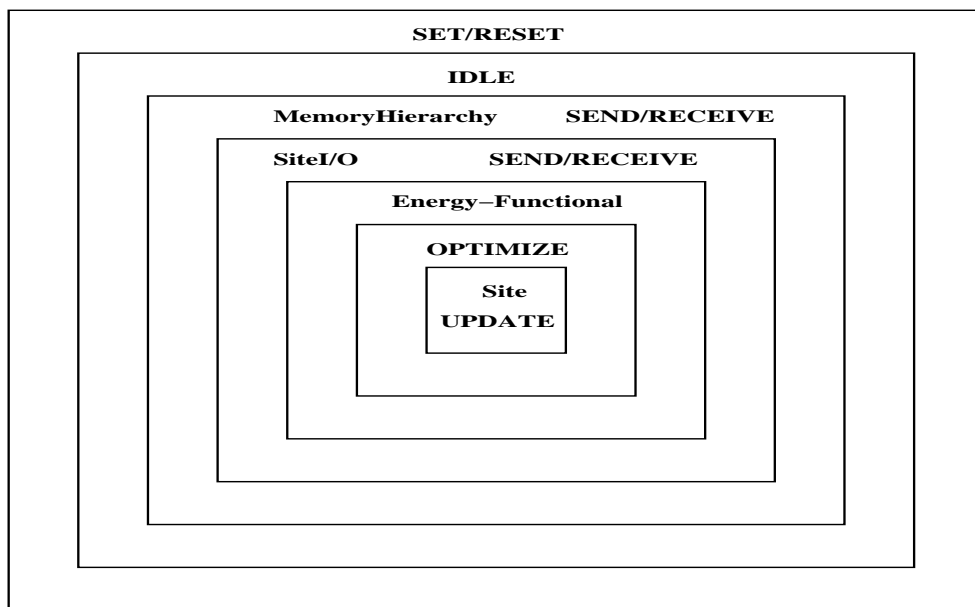 SET/RESET
IDLE
MemoryHierarchy SEND/RECEIVE
SiteI/O SEND/RECEIVE
Energy–Functional
OPTIMIZE
Site
UPDATE